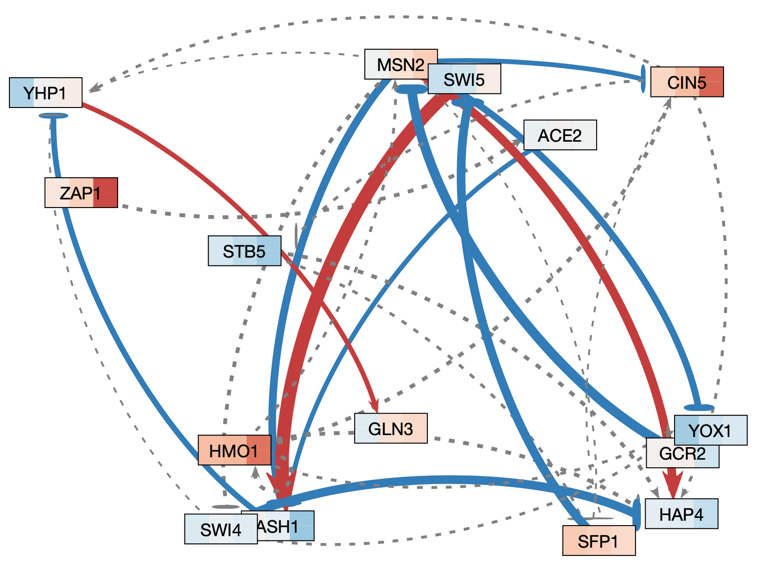 MSN2
SWI5
CIN5
YHP1
ACE2
ZAP1
STB5
GLN3
YOX1
HMO1
GCR2
HAP4
SWI4
ASH1
SFP1